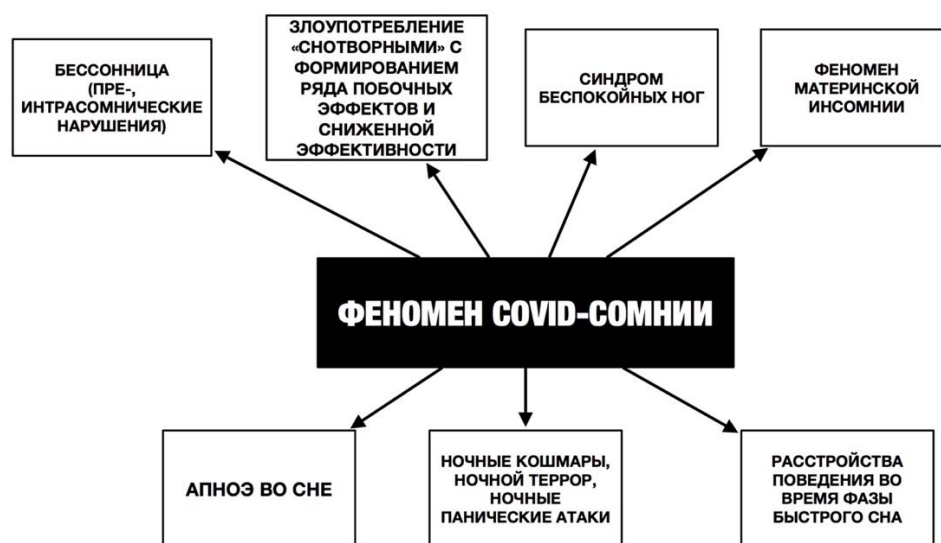 БЕССОННИЦА
(ПРЕ-,
ИНТРАСОМНИЧЕСКИЕ
НАРУШЕНИЯ)
ЗЛОУПОТРЕБЛЕНИЕ
«СНОТВОРНЫМИ» С
ФОРМИРОВАНИЕМ
РЯДА ПОБОЧНЫХ
ЭФФЕКТОВ И
СНИЖЕННОЙ
ЭФФЕКТИВНОСТИ
СИНДРОМ
БЕСПОКОЙНЫХ НОГ
ФЕНОМЕН
МАТЕРИНСКОЙ
ИНСОМНИИ
ФЕНОМЕН COVID-СОМНИИ
АПНОЭ ВО СНЕ
НОЧНЫЕ КОШМАРЫ,
НОЧНОЙ ТЕРРОР,
НОЧНЫЕ
ПАНИЧЕСКИЕ АТАКИ
РАССТРОЙСТВА
ПОВЕДЕНИЯ ВО
ВРЕМЯ ФАЗЫ
БЫСТРОГО СНА